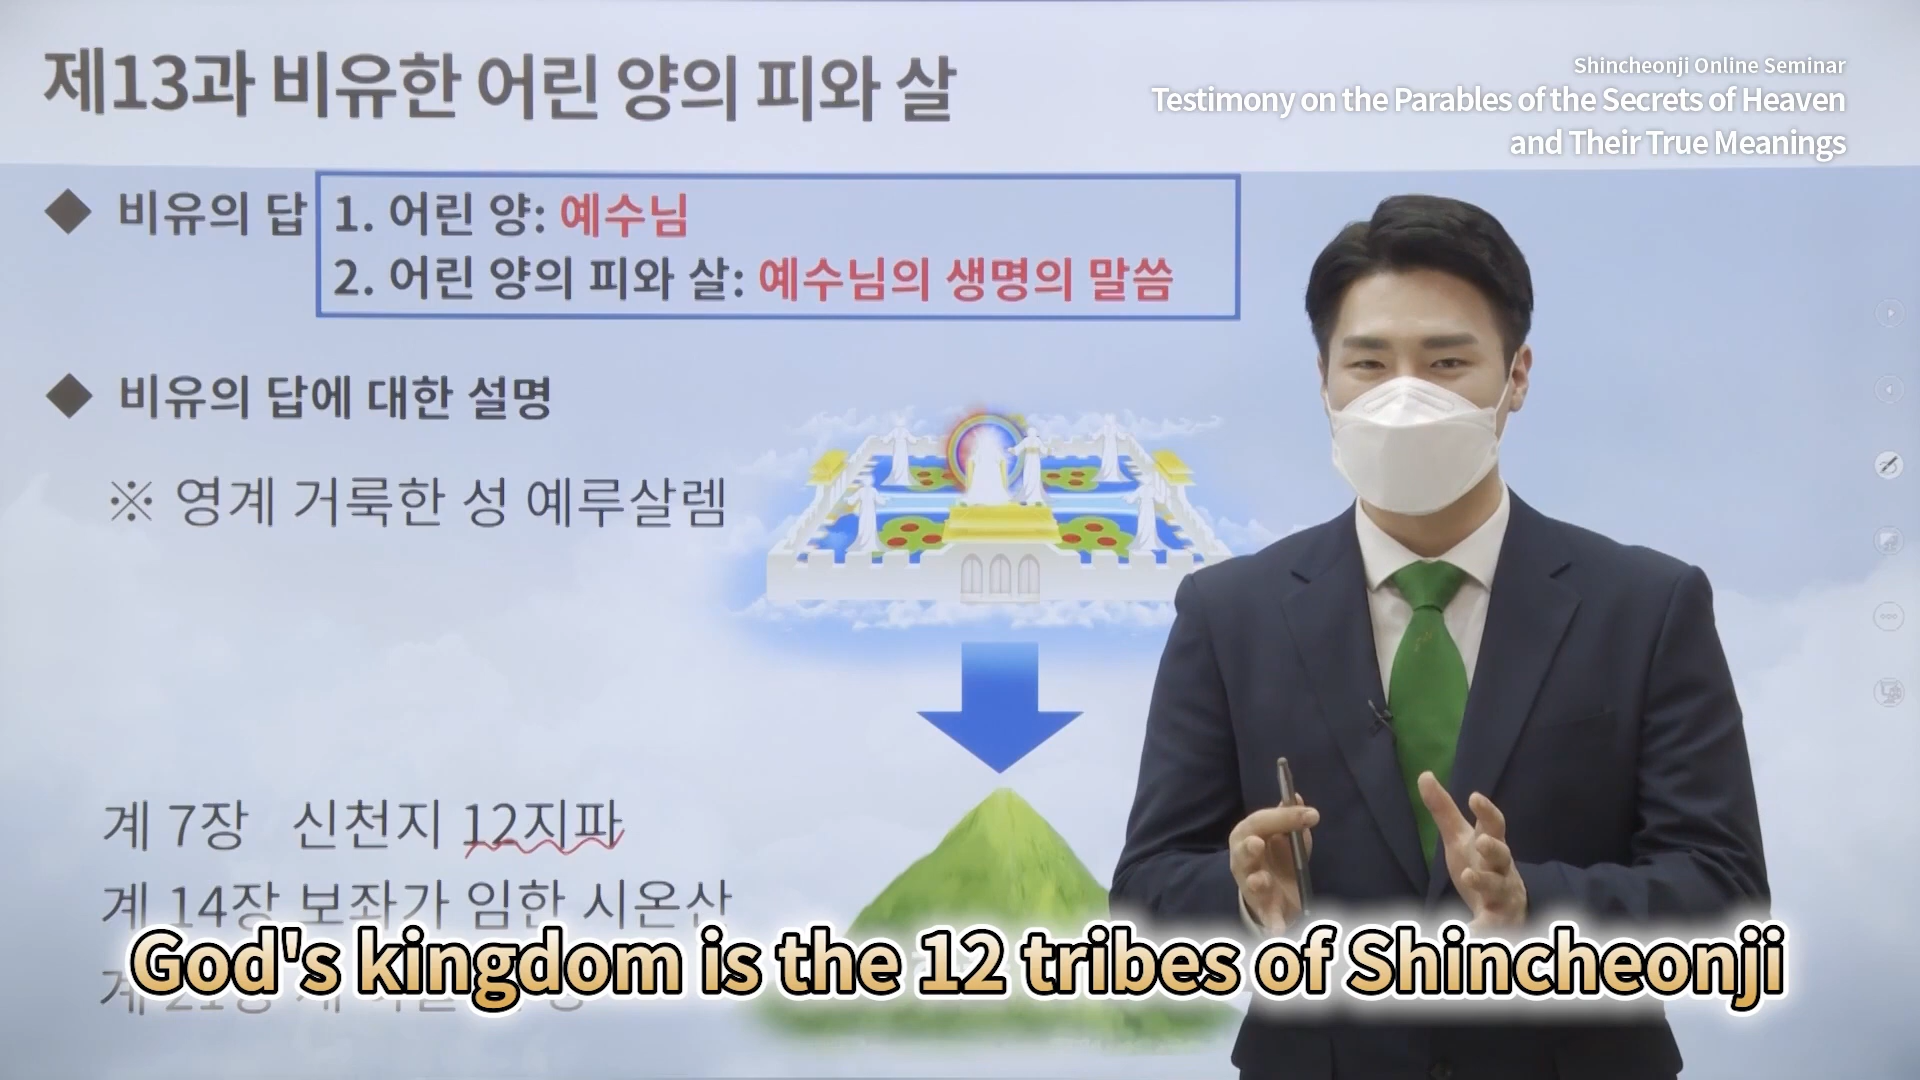 제13과 비유한 어린 양의 피와 살
Shincheonji Online Seminar
Testimony on the Parables of the Secrets of Heaven
and Their True Meanings
◆ 비유의 답
1. 어린 양: 예수님
2. 어린 양의 피와 살: 예수님의 생명의 말씀
◆ 비유의 답에 대한 설명
※ 영계 거룩한 성 예루살렘
계 7장 신천지 12지파
계 14장 보좌가 임한 시온산
계 21장
God's kingdom is the 12 tribes of Shincheonji